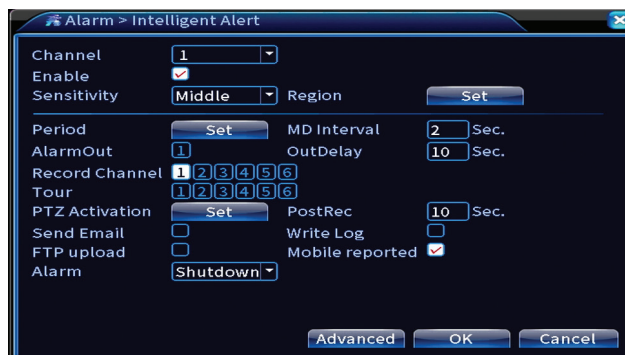 Alarm > Intelligent Alert
Channel 1
Enable
Sensitivity Middle Region Set
Period Set MD Interval 2 Sec.
AlarmOut 1 OutDelay 10 Sec.
Record Channel 1 2 3 4 5 6
Tour 1 2 3 4 5 6
PTZ Activation Set PostRec 10 Sec.
Send Email Write Log
FTP upload Mobile reported
Alarm Shutdown
Advanced OK Cancel